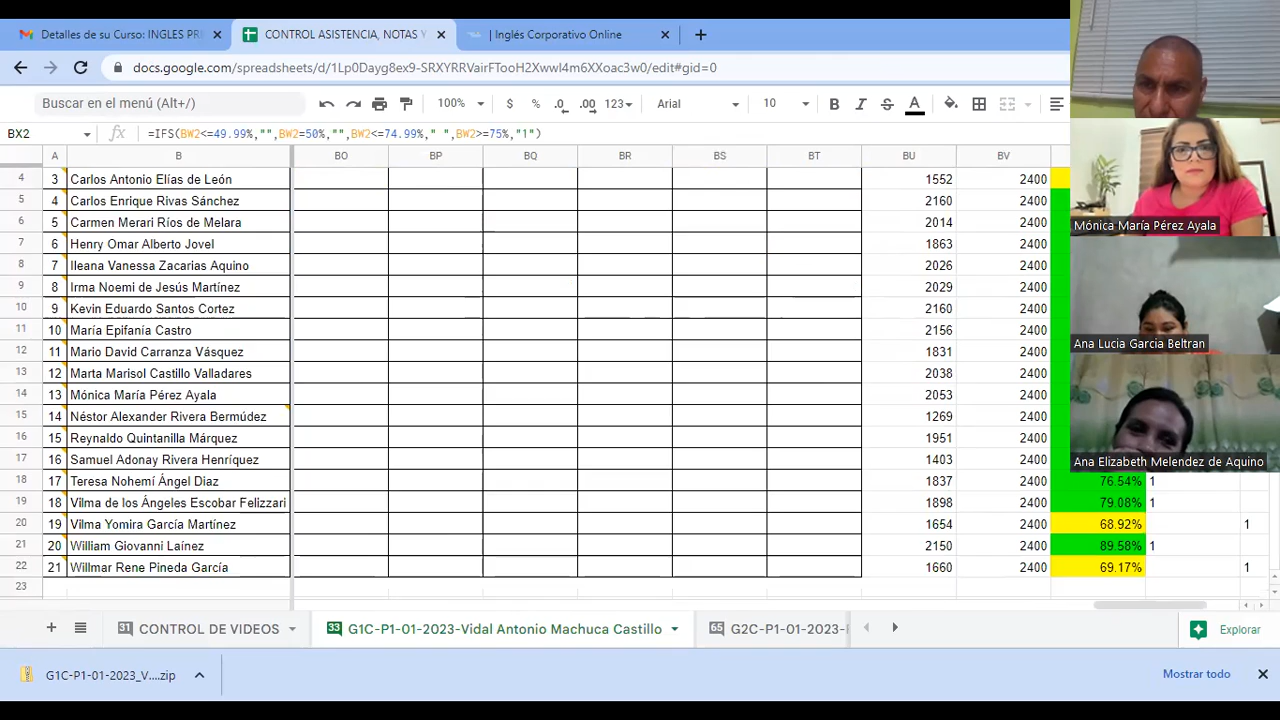 Detalles de su Curso: INGLES PRI
CONTROL ASISTENCIA, NOTAS Y
| Inglés Corporativo Online
Buscar en el menú (Alt+/)
100%
$ % .0 .00 123
Arial
10
B I S A
BX2
=IFS(BW2<=49.99%,"",BW2=50%,"",BW2<=74.99%," ",BW2>=75%,"1")
A B BO BP BQ BR BS BT BU BV
4 3 Carlos Antonio Elías de León 1552 2400
5 4 Carlos Enrique Rivas Sánchez 2160 2400
6 5 Carmen Merari Ríos de Melara 2014 2400
7 6 Henry Omar Alberto Jovel 1863 2400
8 7 Ileana Vanessa Zacarias Aquino 2026 2400
9 8 Irma Noemi de Jesús Martínez 2029 2400
10 9 Kevin Eduardo Santos Cortez 2160 2400
11 10 María Epifanía Castro 2156 2400
12 11 Mario David Carranza Vásquez 1831 2400
13 12 Marta Marisol Castillo Valladares 2038 2400
14 13 Mónica María Pérez Ayala 2053 2400
15 14 Néstor Alexander Rivera Bermúdez 1269 2400
16 15 Reynaldo Quintanilla Márquez 1951 2400
17 16 Samuel Adonay Rivera Henríquez 1403 2400
18 17 Teresa Nohemí Ángel Diaz 1837 2400 76.54% 1
19 18 Vilma de los Ángeles Escobar Felizzari 1898 2400 79.08% 1
20 19 Vilma Yomira García Martínez 1654 2400 68.92% 1
21 20 William Giovanni Laínez 2150 2400 89.58% 1
22 21 Willmar Rene Pineda García 1660 2400 69.17% 1
23
Mónica María Pérez Ayala
Ana Lucia Garcia Beltran
Ana Elizabeth Melendez de Aquino
31 CONTROL DE VIDEOS
33 G1C-P1-01-2023-Vidal Antonio Machuca Castillo
65 G2C-P1-01-2023-
Explorar
G1C-P1-01-2023_V....zip
Mostrar todo